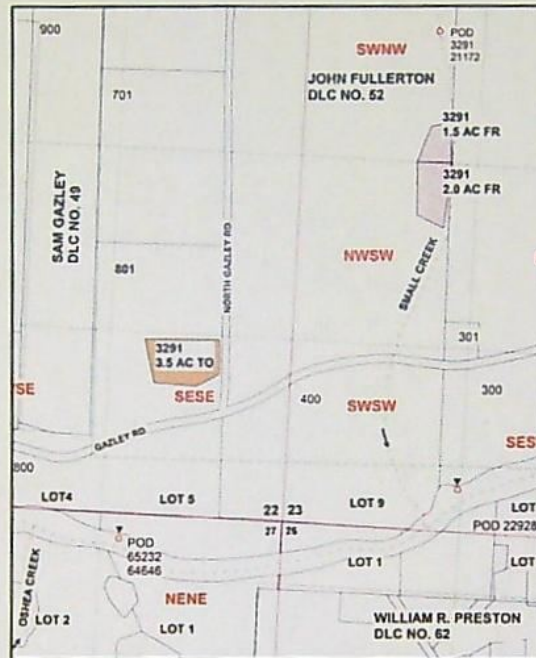 900
SWNW
POD
3291
21172
JOHN FULLERTON
DLC NO. 52
701
3291
1.5 AC FR
3291
2.0 AC FR
SAM GAZLEY
DLC NO. 49
NORTH GAZLEY RD
NWSW
SMALL CREEK
801
301
3291
3.5 AC TO
SESE
400
SWSW
300
GAZLEY RD
800
LOT4
LOT 5
22
23
LOT 9
LOT
27
26
POD 22928
POD
65232
64646
LOT 1
LOT
OSHEA CREEK
NENE
LOT 2
LOT 1
WILLIAM R. PRESTON
DLC NO. 62